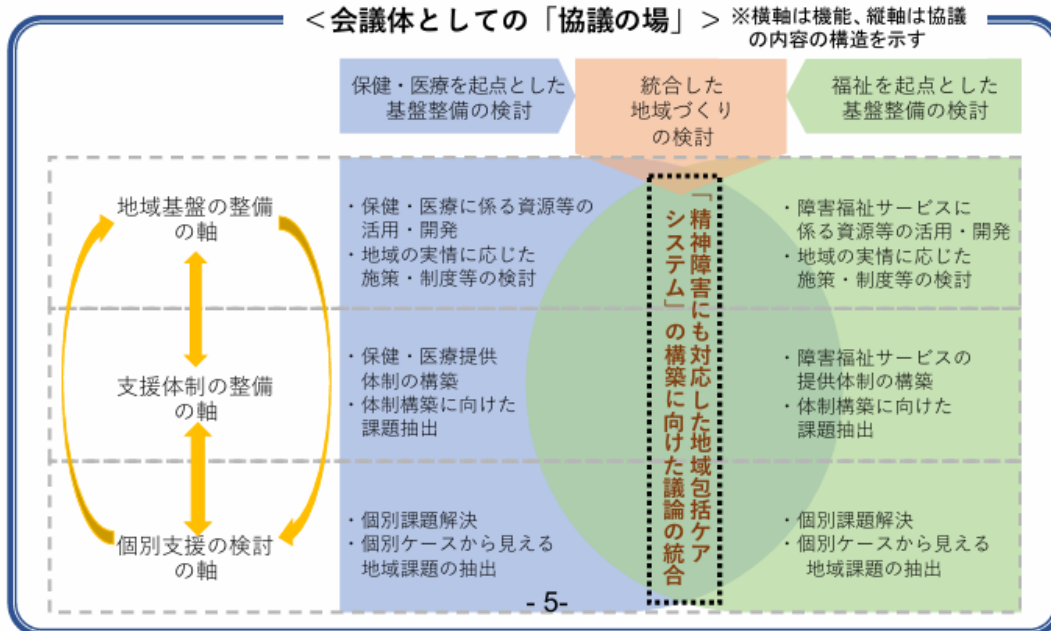 ＜会議体としての「協議の場」＞
※横軸は機能、縦軸は協議
の内容の構造を示す
保健・医療を起点とした
基盤整備の検討
統合した
地域づくり
の検討
福祉を起点とした
基盤整備の検討
地域基盤の整備
の軸
・保健・医療に係る資源等の
活用・開発
・地域の実情に応じた
施策・制度等の検討
「精神障害にも対応した地域包括ケア
システム」の構築に向けた議論の統合
・障害福祉サービスに
係る資源等の活用・開発
・地域の実情に応じた
施策・制度等の検討
支援体制の整備
の軸
・保健・医療提供
体制の構築
・体制構築に向けた
課題抽出
・障害福祉サービスの
提供体制の構築
・体制構築に向けた
課題抽出
個別支援の検討
の軸
・個別課題解決
・個別ケースから見える
地域課題の抽出
・個別課題解決
・個別ケースから見える
地域課題の抽出
- 5-